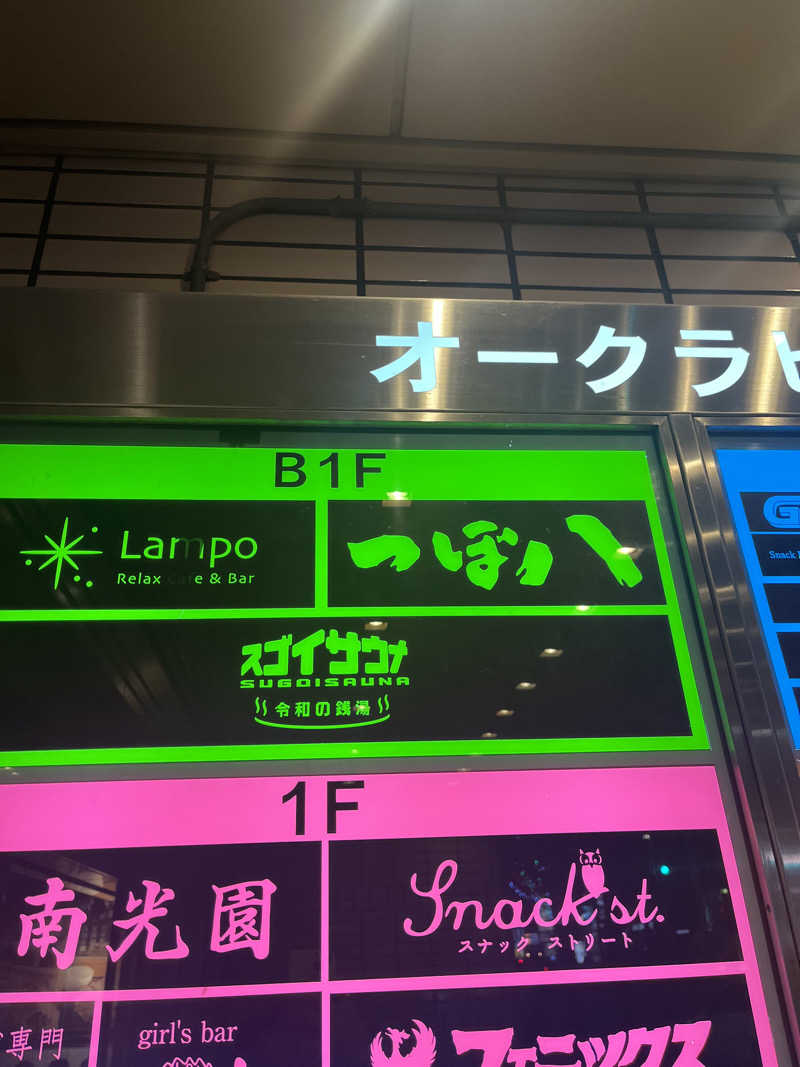 オークラビ
B1F
Lampo
Relax Cafe & Bar
つぼ八
スゴイサウナ
SUGOISAUNA
令和の銭湯
1F
南光園
Snack st.
スナック ストリート
専門
girl's bar
フェニックス
Snack